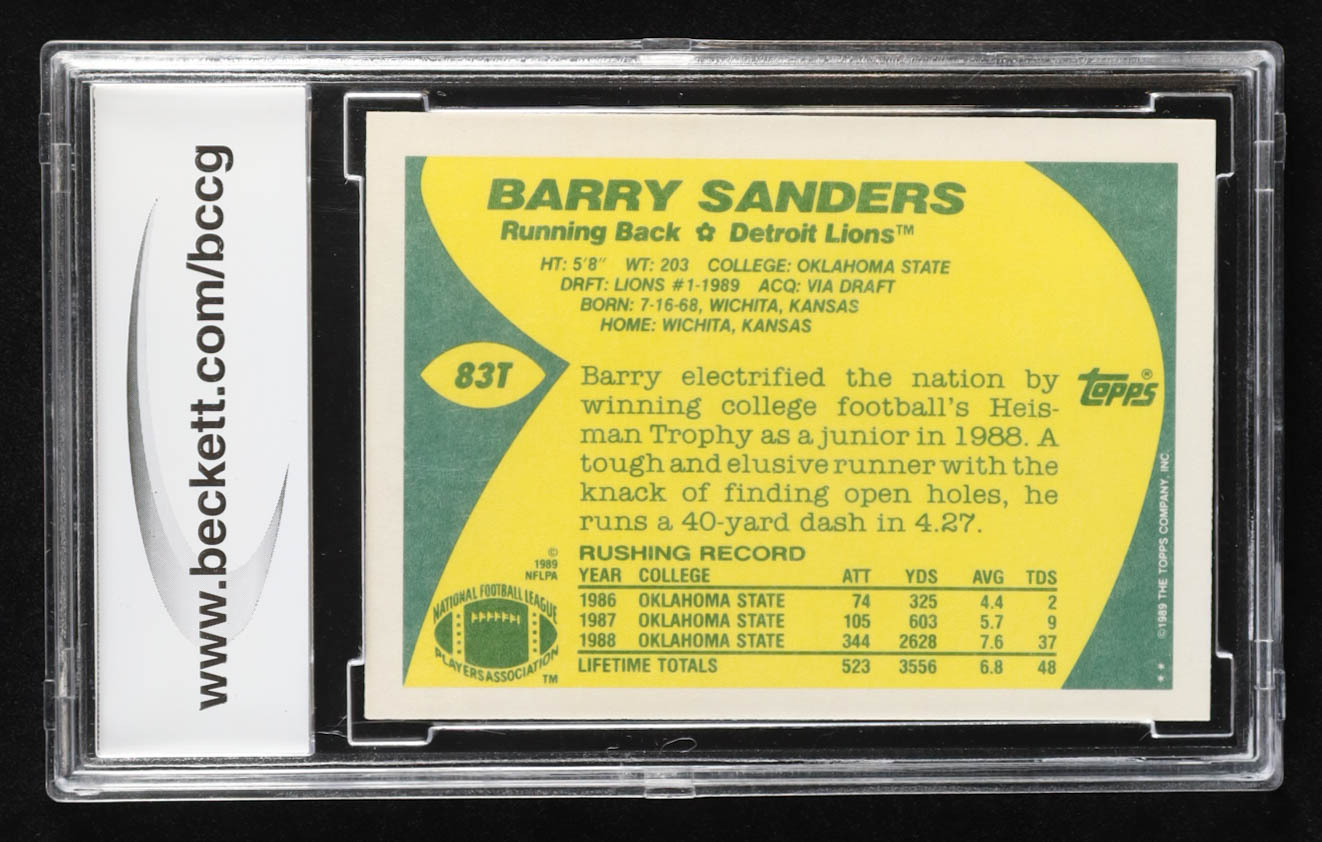 www.beckett.com/bccg
BARRY SANDERS
Running Back ✿ Detroit Lions™
HT: 5'8" WT: 203 COLLEGE: OKLAHOMA STATE
DRFT: LIONS #1-1989 ACQ: VIA DRAFT
BORN: 7-16-68, WICHITA, KANSAS
HOME: WICHITA, KANSAS
83T
Barry electrified the nation by
winning college football's Heis-
man Trophy as a junior in 1988. A
tough and elusive runner with the
knack of finding open holes, he
runs a 40-yard dash in 4.27.
topps®
© 1989 NFLPA
NATIONAL FOOTBALL LEAGUE
PLAYERS ASSOCIATION
TM
RUSHING RECORD
YEAR COLLEGE ATT YDS AVG TDS
1986 OKLAHOMA STATE 74 325 4.4 2
1987 OKLAHOMA STATE 105 603 5.7 9
1988 OKLAHOMA STATE 344 2628 7.6 37
LIFETIME TOTALS 523 3556 6.8 48
** ©1989 THE TOPPS COMPANY, INC.